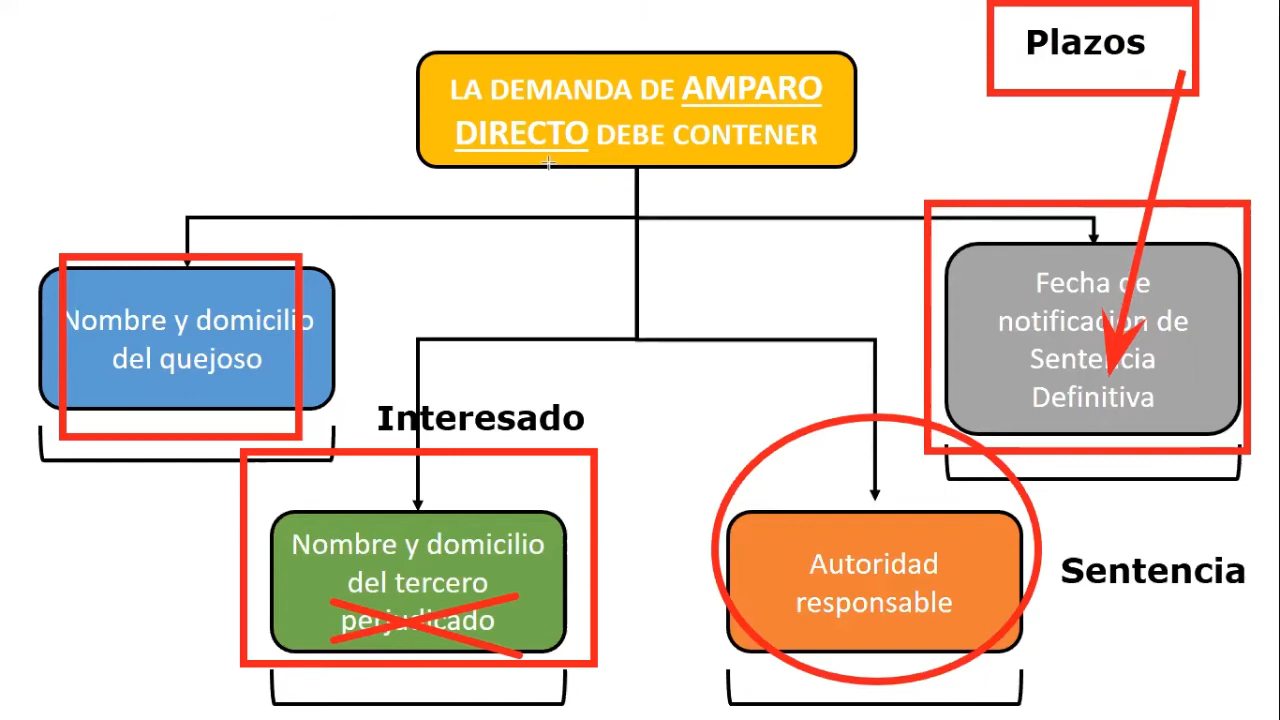 Plazos
LA DEMANDA DE AMPARO
DIRECTO DEBE CONTENER
Nombre y domicilio
del quejoso
Fecha de
notificación de
Sentencia
Definitiva
Interesado
Nombre y domicilio
del tercero
perjudicado
Autoridad
responsable
Sentencia